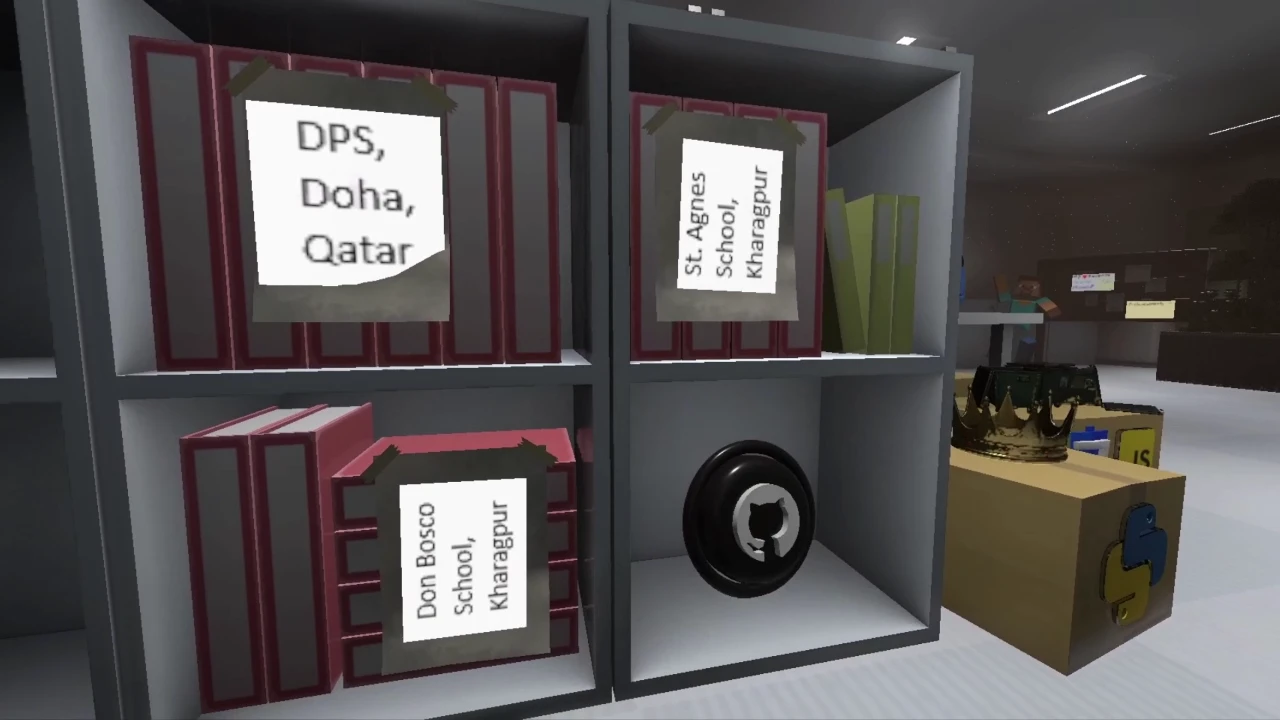 DPS,
Doha,
Qatar
St. Agnes
School,
Kharagpur
Don Bosco
School,
Kharagpur
JS